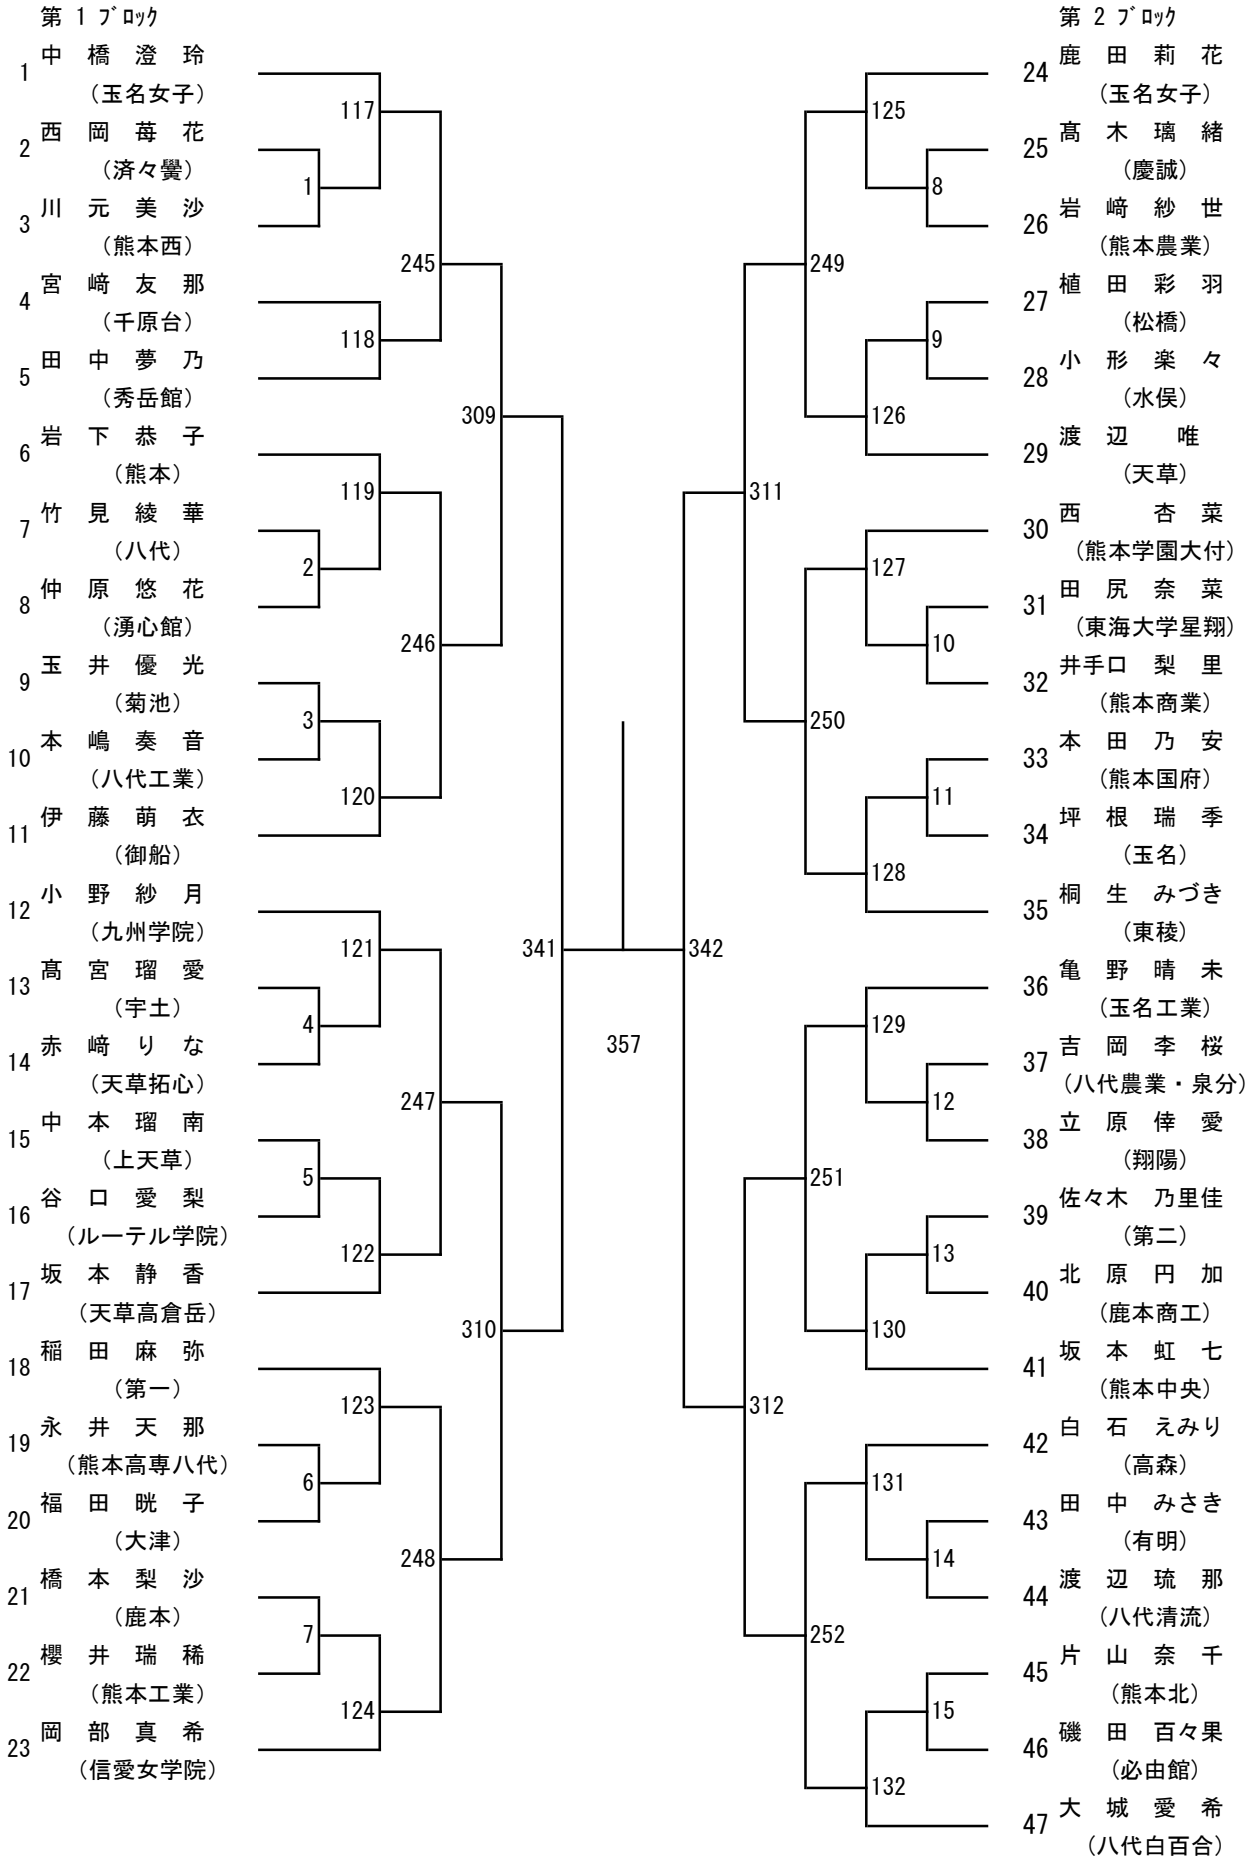 第 1 ブロック
1 中 橋 澄 玲
（玉名女子）
117
2 西 岡 苺 花
（済々黌）
1
3 川 元 美 沙
（熊本西）
245
4 宮 﨑 友 那
（千原台）
118
5 田 中 夢 乃
（秀岳館）
309
6 岩 下 恭 子
（熊本）
119
7 竹 見 綾 華
（八代）
2
8 仲 原 悠 花
（湧心館）
246
9 玉 井 優 光
（菊池）
3
10 本 嶋 奏 音
（八代工業）
120
11 伊 藤 萌 衣
（御船）
12 小 野 紗 月
（九州学院）
121
341
13 髙 宮 瑠 愛
（宇土）
4
14 赤 﨑 り な
（天草拓心）
247
15 中 本 瑠 南
（上天草）
5
16 谷 口 愛 梨
（ルーテル学院）
122
17 坂 本 静 香
（天草高倉岳）
310
18 稲 田 麻 弥
（第一）
123
19 永 井 天 那
（熊本高専八代）
6
20 福 田 晄 子
（大津）
248
21 橋 本 梨 沙
（鹿本）
7
22 櫻 井 瑞 稀
（熊本工業）
124
23 岡 部 真 希
（信愛女学院）
357
第 2 ブロック
24 鹿 田 莉 花
（玉名女子）
125
25 髙 木 璃 緒
（慶誠）
8
26 岩 﨑 紗 世
（熊本農業）
249
27 植 田 彩 羽
（松橋）
9
28 小 形 楽 々
（水俣）
126
29 渡 辺 唯
（天草）
311
30 西 杏 菜
（熊本学園大付）
127
31 田 尻 奈 菜
（東海大学星翔）
10
32 井手口 梨 里
（熊本商業）
250
33 本 田 乃 安
（熊本国府）
11
34 坪 根 瑞 季
（玉名）
128
35 桐 生 みづき
（東稜）
342
36 亀 野 晴 未
（玉名工業）
129
37 吉 岡 李 桜
（八代農業・泉分）
12
38 立 原 倖 愛
（翔陽）
251
39 佐々木 乃里佳
（第二）
13
40 北 原 円 加
（鹿本商工）
130
41 坂 本 虹 七
（熊本中央）
312
42 白 石 えみり
（高森）
131
43 田 中 みさき
（有明）
14
44 渡 辺 琉 那
（八代清流）
252
45 片 山 奈 千
（熊本北）
15
46 磯 田 百々果
（必由館）
132
47 大 城 愛 希
（八代白百合）